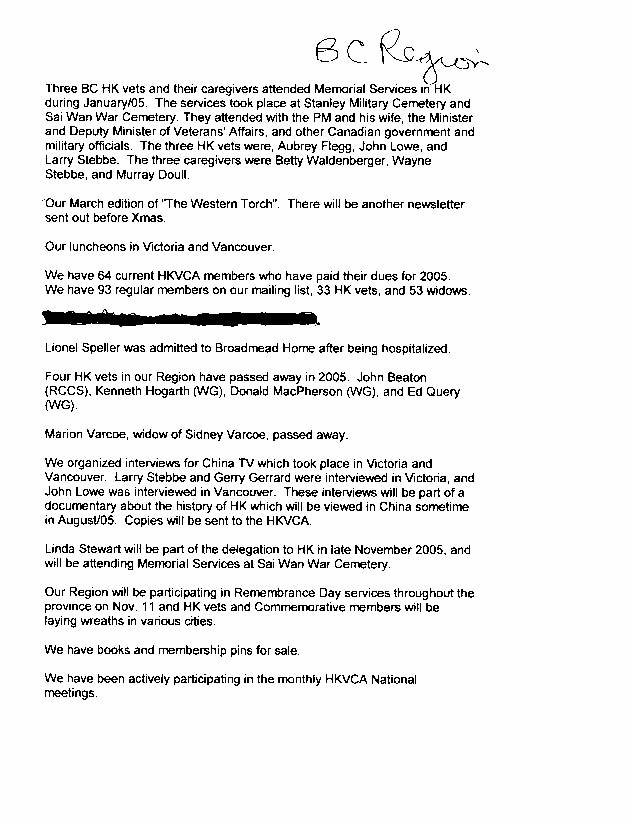 BC Region
Three BC HK vets and their caregivers attended Memorial Services in HK
during January/05. The services took place at Stanley Military Cemetery and
Sai Wan War Cemetery. They attended with the PM and his wife, the Minister
and Deputy Minister of Veterans' Affairs, and other Canadian government and
military officials. The three HK vets were, Aubrey Flegg, John Lowe, and
Larry Stebbe. The three caregivers were Betty Waldenberger, Wayne
Stebbe, and Murray Doull.
Our March edition of "The Western Torch". There will be another newsletter
sent out before Xmas.
Our luncheons in Victoria and Vancouver.
We have 64 current HKVCA members who have paid their dues for 2005.
We have 93 regular members on our mailing list, 33 HK vets, and 53 widows.
Lionel Speller was admitted to Broadmead Home after being hospitalized.
Four HK vets in our Region have passed away in 2005. John Beaton
(RCCS), Kenneth Hogarth (WG), Donald MacPherson (WG), and Ed Query
(WG).
Marion Varcoe, widow of Sidney Varcoe, passed away.
We organized interviews for China TV which took place in Victoria and
Vancouver. Larry Stebbe and Gerry Gerrard were interviewed in Victoria, and
John Lowe was interviewed in Vancouver. These interviews will be part of a
documentary about the history of HK which will be viewed in China sometime
in August/05. Copies will be sent to the HKVCA.
Linda Stewart will be part of the delegation to HK in late November 2005, and
will be attending Memorial Services at Sai Wan War Cemetery.
Our Region will be participating in Remembrance Day services throughout the
province on Nov. 11 and HK vets and Commemorative members will be
laying wreaths in various cities.
We have books and membership pins for sale.
We have been actively participating in the monthly HKVCA National
meetings.